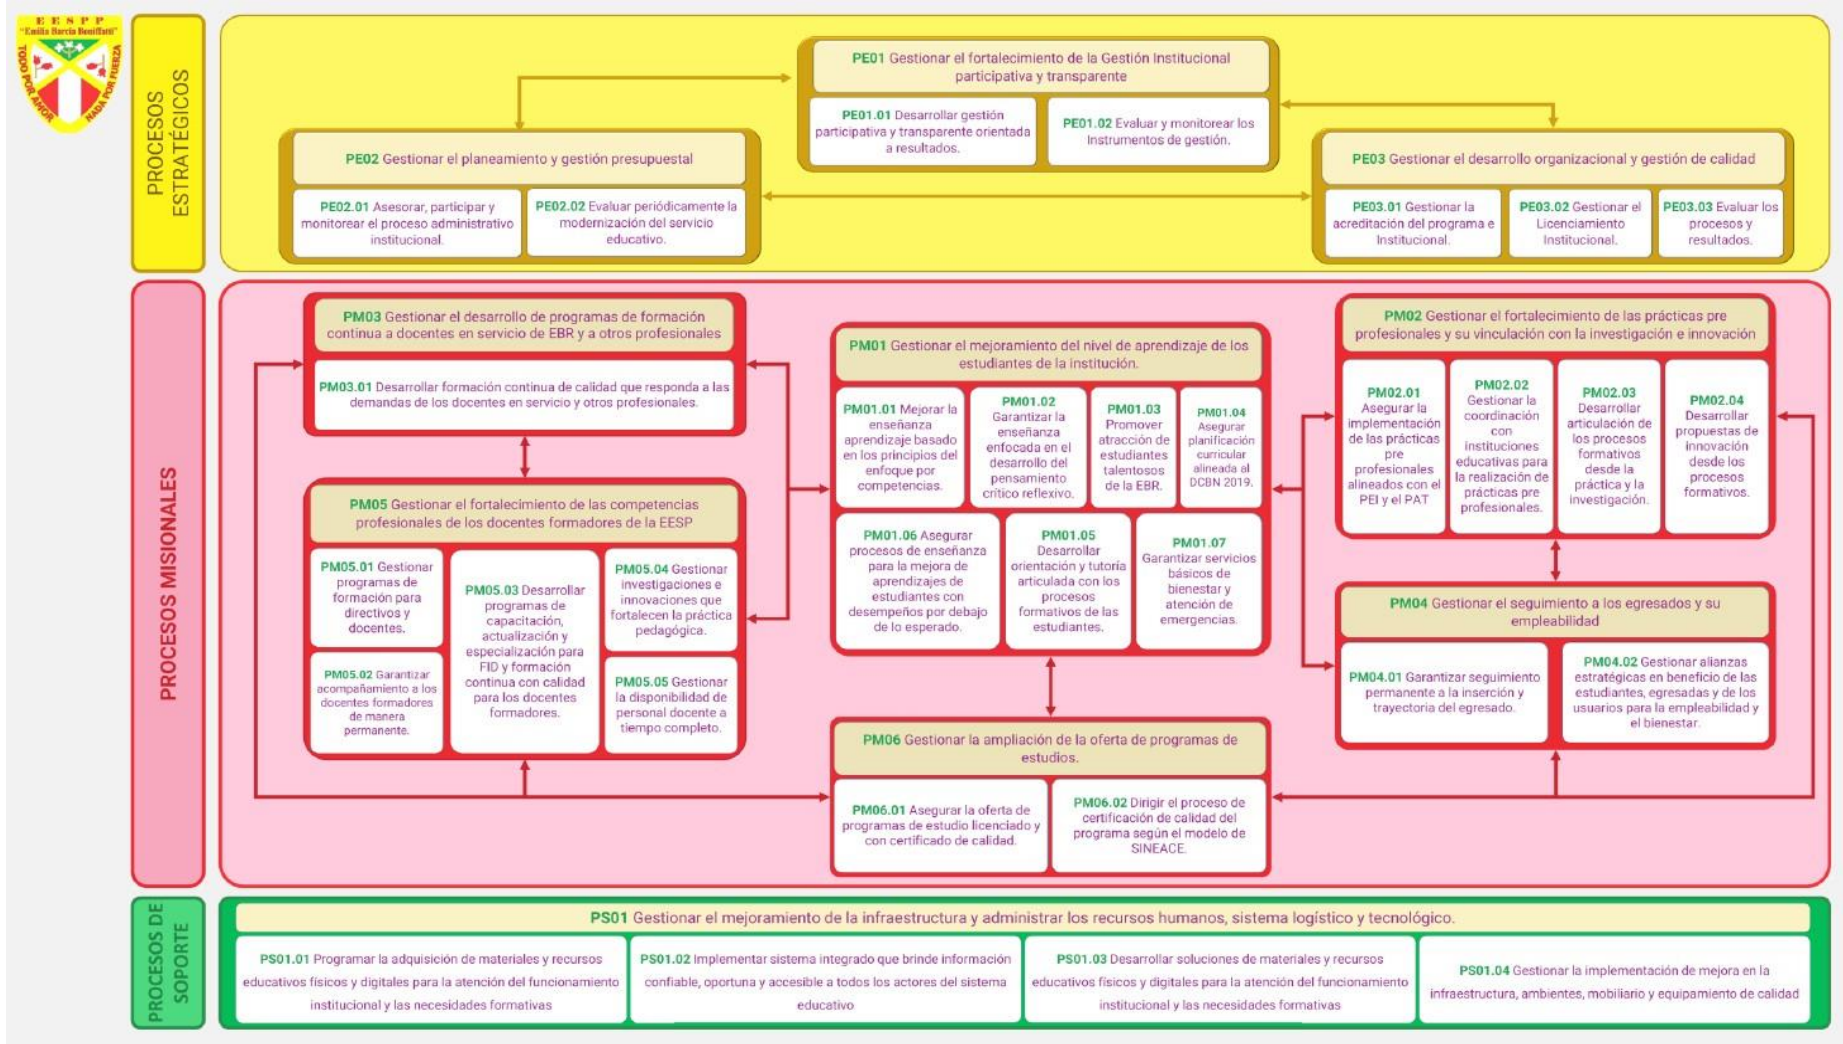 E E S P P
"Emilia Barcia Boniffatti"
TODO POR AMOR
NADA POR FUERZA
PROCESOS
ESTRATÉGICOS
PE01 Gestionar el fortalecimiento de la Gestión Institucional
participativa y transparente
PE01.01 Desarrollar gestión
participativa y transparente orientada
a resultados.
PE01.02 Evaluar y monitorear los
Instrumentos de gestión.
PE02 Gestionar el planeamiento y gestión presupuestal
PE02.01 Asesorar, participar y
monitorear el proceso administrativo
institucional.
PE02.02 Evaluar periódicamente la
modernización del servicio
educativo.
PE03 Gestionar el desarrollo organizacional y gestión de calidad
PE03.01 Gestionar la
acreditación del programa e
Institucional.
PE03.02 Gestionar el
Licenciamiento
Institucional.
PE03.03 Evaluar los
procesos y
resultados.
PROCESOS MISIONALES
PM03 Gestionar el desarrollo de programas de formación
continua a docentes en servicio de EBR y a otros profesionales
PM03.01 Desarrollar formación continua de calidad que responda a las
demandas de los docentes en servicio y otros profesionales.
PM05 Gestionar el fortalecimiento de las competencias
profesionales de los docentes formadores de la EESP
PM05.01 Gestionar
programas de
formación para
directivos y
docentes.
PM05.02 Garantizar
acompañamiento a los
docentes formadores
de manera
permanente.
PM05.03 Desarrollar
programas de
capacitación,
actualización y
especialización para
FID y formación
continua con calidad
para los docentes
formadores.
PM05.04 Gestionar
investigaciones e
innovaciones que
fortalecen la práctica
pedagógica.
PM05.05 Gestionar
la disponibilidad de
personal docente a
tiempo completo.
PM01 Gestionar el mejoramiento del nivel de aprendizaje de los
estudiantes de la institución.
PM01.01 Mejorar la
enseñanza
aprendizaje basado
en los principios del
enfoque por
competencias.
PM01.02
Garantizar la
enseñanza
enfocada en el
desarrollo del
pensamiento
crítico reflexivo.
PM01.03
Promover
atracción de
estudiantes
talentosos
de la EBR.
PM01.04
Asegurar
planificación
curricular
alineada al
DCBN 2019.
PM01.06 Asegurar
procesos de enseñanza
para la mejora de
aprendizajes de
estudiantes con
desempeños por debajo
de lo esperado.
PM01.05
Desarrollar
orientación y tutoría
articulada con los
procesos
formativos de las
estudiantes.
PM01.07
Garantizar servicios
básicos de
bienestar y
atención de
emergencias.
PM06 Gestionar la ampliación de la oferta de programas de
estudios.
PM06.01 Asegurar la oferta de
programas de estudio licenciado y
con certificado de calidad.
PM06.02 Dirigir el proceso de
certificación de calidad del
programa según el modelo de
SINEACE.
PM02 Gestionar el fortalecimiento de las prácticas pre
profesionales y su vinculación con la investigación e innovación
PM02.01
Asegurar la
implementación
de las prácticas
pre
profesionales
alineados con el
PEI y el PAT
PM02.02
Gestionar la
coordinación
con
instituciones
educativas para
la realización de
prácticas pre
profesionales.
PM02.03
Desarrollar
articulación de
los procesos
formativos
desde la
práctica y la
investigación.
PM02.04
Desarrollar
propuestas de
innovación
desde los
procesos
formativos.
PM04 Gestionar el seguimiento a los egresados y su
empleabilidad
PM04.01 Garantizar seguimiento
permanente a la inserción y
trayectoria del egresado.
PM04.02 Gestionar alianzas
estratégicas en beneficio de las
estudiantes, egresadas y de los
usuarios para la empleabilidad y
el bienestar.
PROCESOS DE
SOPORTE
PS01 Gestionar el mejoramiento de la infraestructura y administrar los recursos humanos, sistema logístico y tecnológico.
PS01.01 Programar la adquisición de materiales y recursos
educativos físicos y digitales para la atención del funcionamiento
institucional y las necesidades formativas
PS01.02 Implementar sistema integrado que brinde información
confiable, oportuna y accesible a todos los actores del sistema
educativo
PS01.03 Desarrollar soluciones de materiales y recursos
educativos físicos y digitales para la atención del funcionamiento
institucional y las necesidades formativas
PS01.04 Gestionar la implementación de mejora en la
infraestructura, ambientes, mobiliario y equipamiento de calidad